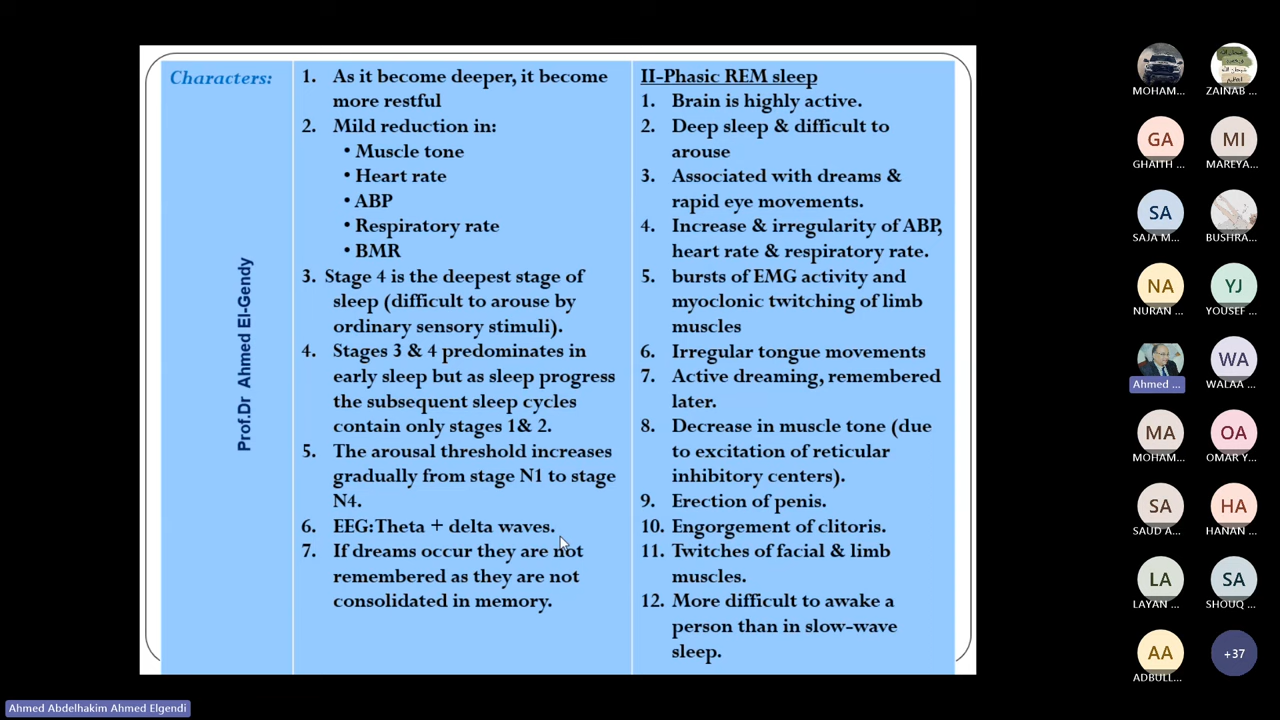 Characters:
1. As it become deeper, it become
more restful
2. Mild reduction in:
• Muscle tone
• Heart rate
• ABP
• Respiratory rate
• BMR
3. Stage 4 is the deepest stage of
sleep (difficult to arouse by
ordinary sensory stimuli).
4. Stages 3 & 4 predominates in
early sleep but as sleep progress
the subsequent sleep cycles
contain only stages 1& 2.
5. The arousal threshold increases
gradually from stage N1 to stage
N4.
6. EEG:Theta + delta waves.
7. If dreams occur they are not
remembered as they are not
consolidated in memory.
II-Phasic REM sleep
1. Brain is highly active.
2. Deep sleep & difficult to
arouse
3. Associated with dreams &
rapid eye movements.
4. Increase & irregularity of ABP,
heart rate & respiratory rate.
5. bursts of EMG activity and
myoclonic twitching of limb
muscles
6. Irregular tongue movements
7. Active dreaming, remembered
later.
8. Decrease in muscle tone (due
to excitation of reticular
inhibitory centers).
9. Erection of penis.
10. Engorgement of clitoris.
11. Twitches of facial & limb
muscles.
12. More difficult to awake a
person than in slow-wave
sleep.
Prof.Dr Ahmed El-Gendy
MOHAM...
ZAINAB ...
GA
GHAITH ...
MI
MAREYA...
SA
SAJA M...
BUSHRA...
NA
NURAN ...
YJ
YOUSEF ...
Ahmed ...
WA
WALAA ...
MA
MOHAM...
OA
OMAR Y...
SA
SAUD A...
HA
HANAN ...
LA
LAYAN ...
SA
SHOUQ ...
AA
ADBULL...
+37
Ahmed Abdelhakim Ahmed Elgendi